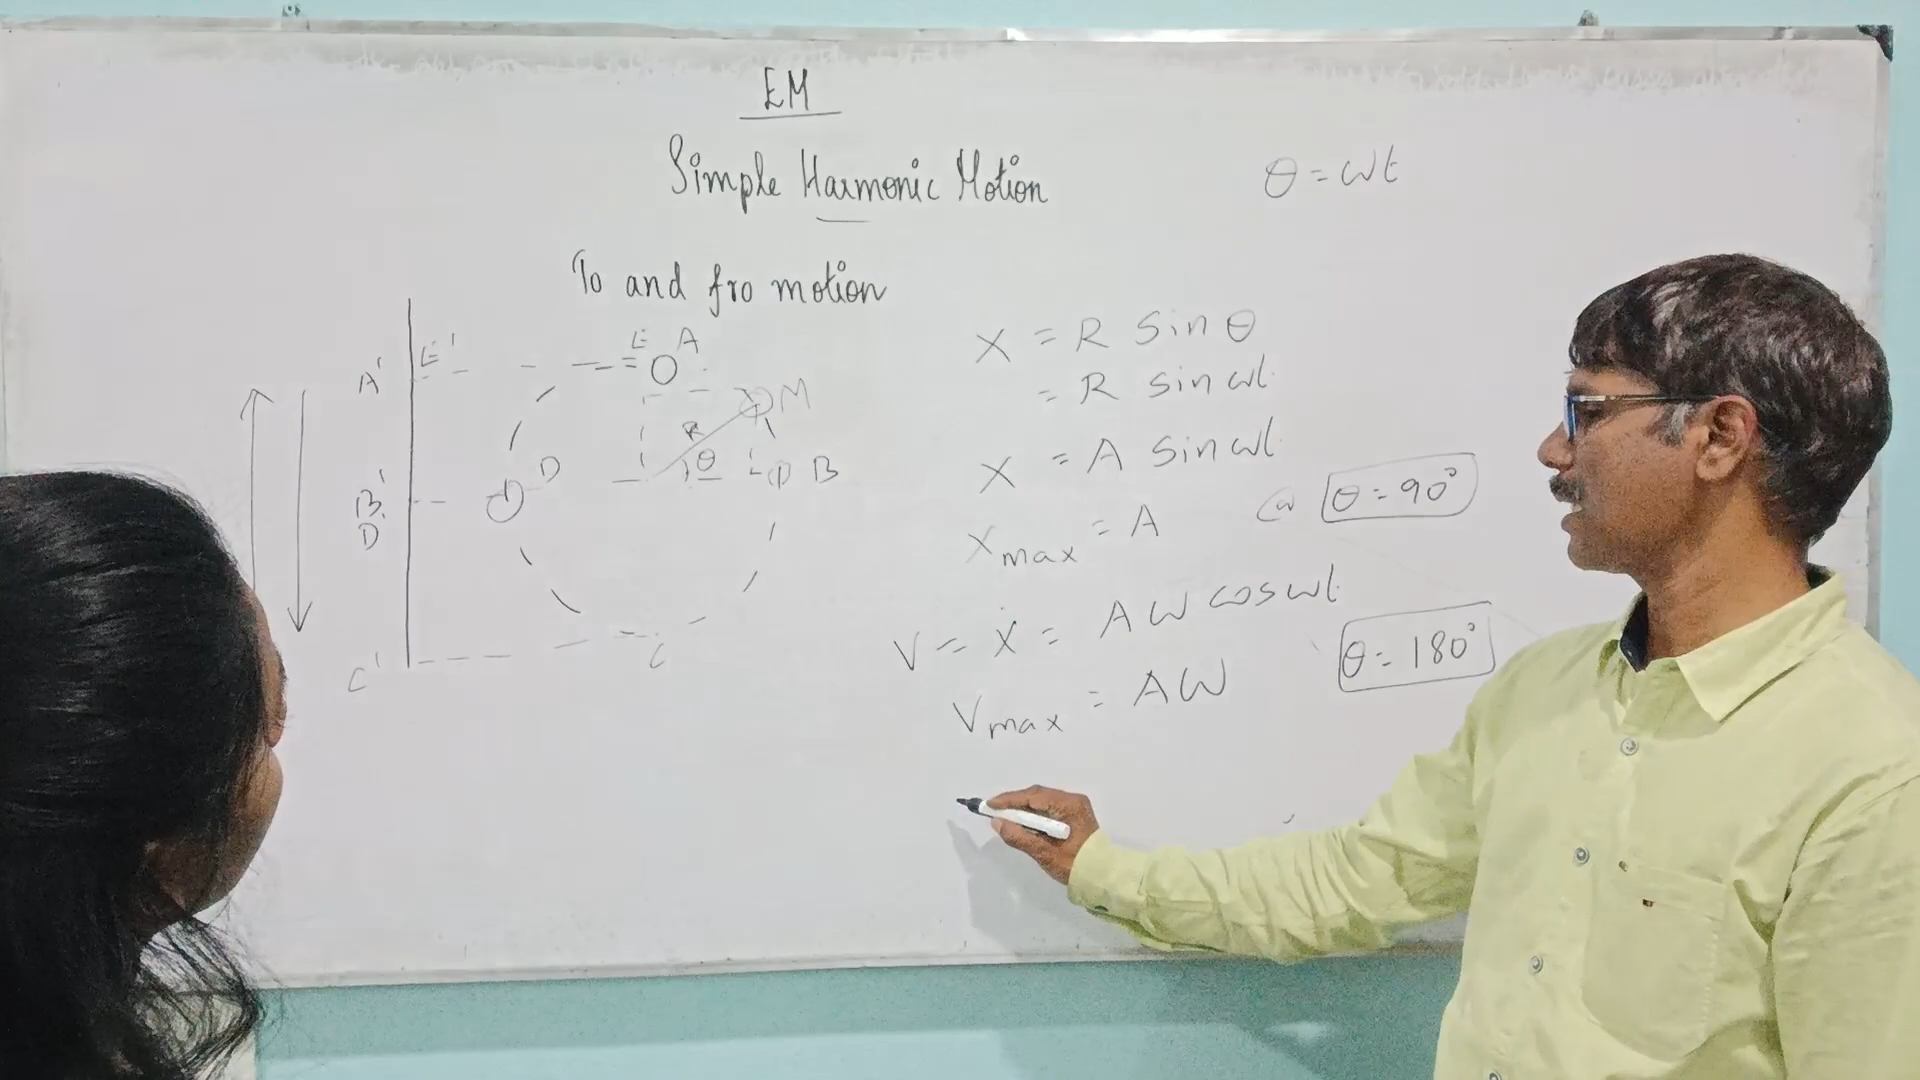 EM
Simple Harmonic Motion
θ = ωt
To and fro motion
E A
A' E'
M
R
θ
D
B
B'
D
C
C'
X = R sin θ
= R sin ωt
X = A sin ωt
Xmax = A @ θ = 90°
V = Ẋ = Aω cos ωt
Vmax = Aω θ = 180°